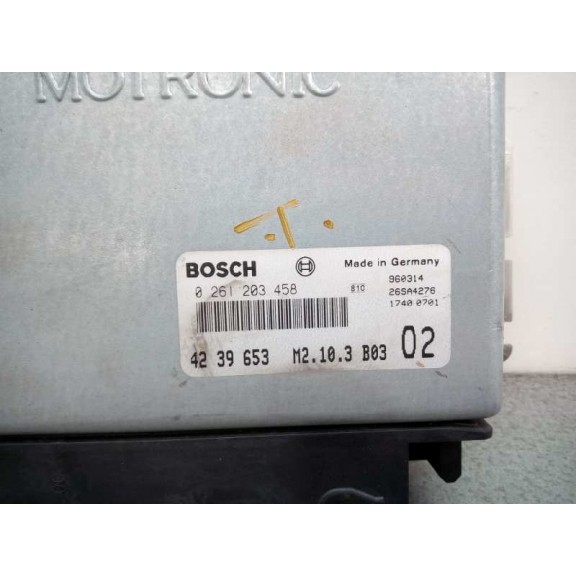 MOTRONIC
T.
BOSCH Made in Germany
0 261 203 458 B10 960314
26SA4276
1740 0701
42 39 653 M2.10.3 B03 02